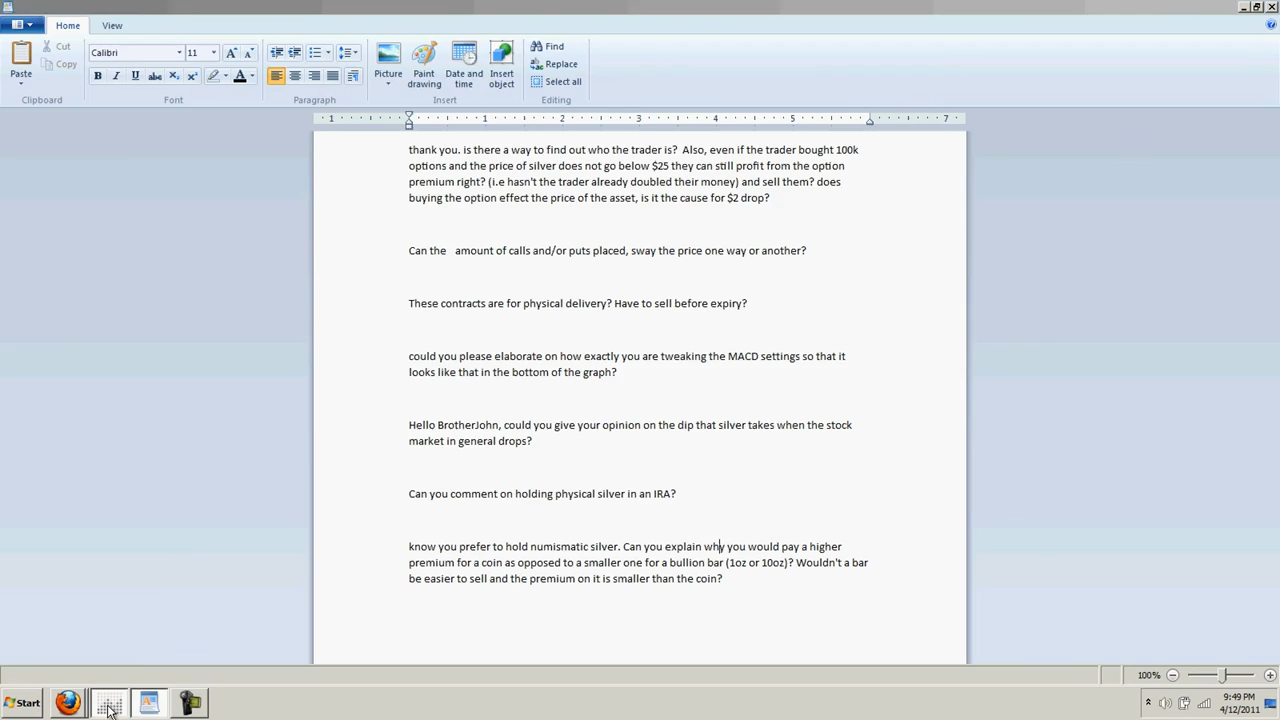 Home
View
Paste
Cut
Copy
Clipboard
Calibri
11
B I U abc X₂ X² A
Font
Paragraph
Picture
Paint drawing
Date and time
Insert object
Insert
Find
Replace
Select all
Editing
1 1 2 3 4 5 7
thank you. is there a way to find out who the trader is?  Also, even if the trader bought 100k
options and the price of silver does not go below $25 they can still profit from the option
premium right? (i.e hasn't the trader already doubled their money) and sell them? does
buying the option effect the price of the asset, is it the cause for $2 drop?
Can the   amount of calls and/or puts placed, sway the price one way or another?
These contracts are for physical delivery? Have to sell before expiry?
could you please elaborate on how exactly you are tweaking the MACD settings so that it
looks like that in the bottom of the graph?
Hello BrotherJohn, could you give your opinion on the dip that silver takes when the stock
market in general drops?
Can you comment on holding physical silver in an IRA?
know you prefer to hold numismatic silver. Can you explain why you would pay a higher
premium for a coin as opposed to a smaller one for a bullion bar (1oz or 10oz)? Wouldn't a bar
be easier to sell and the premium on it is smaller than the coin?
100%
Start
9:49 PM
4/12/2011